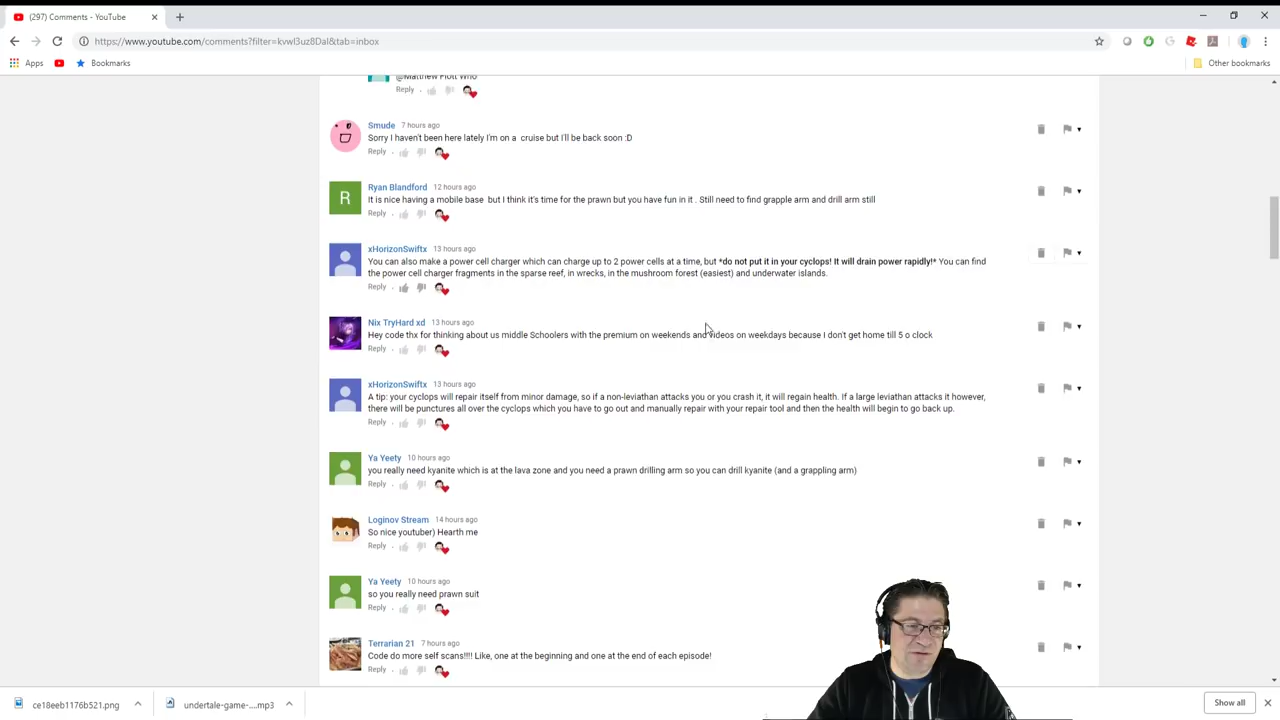 (297) Comments - YouTube
https://www.youtube.com/comments?filter=kvwl3uz8DaI&tab=inbox
Apps
Bookmarks
Other bookmarks
@Matthew Plott Who
Reply
Smude 7 hours ago
Sorry I haven't been here lately I'm on a cruise but I'll be back soon :D
Reply
Ryan Blandford 12 hours ago
It is nice having a mobile base but I think it's time for the prawn but you have fun in it . Still need to find grapple arm and drill arm still
Reply
xHorizonSwiftx 13 hours ago
You can also make a power cell charger which can charge up to 2 power cells at a time, but *do not put it in your cyclops! It will drain power rapidly!* You can find
the power cell charger fragments in the sparse reef, in wrecks, in the mushroom forest (easiest) and underwater islands.
Reply
Nix TryHard xd 13 hours ago
Hey code thx for thinking about us middle Schoolers with the premium on weekends and videos on weekdays because I don't get home till 5 o clock
Reply
xHorizonSwiftx 13 hours ago
A tip: your cyclops will repair itself from minor damage, so if a non-leviathan attacks you or you crash it, it will regain health. If a large leviathan attacks it however,
there will be punctures all over the cyclops which you have to go out and manually repair with your repair tool and then the health will begin to go back up.
Reply
Ya Yeety 10 hours ago
you really need kyanite which is at the lava zone and you need a prawn drilling arm so you can drill kyanite (and a grappling arm)
Reply
Loginov Stream 14 hours ago
So nice youtuber) Hearth me
Reply
Ya Yeety 10 hours ago
so you really need prawn suit
Reply
Terrarian 21 7 hours ago
Code do more self scans!!!! Like, one at the beginning and one at the end of each episode!
Reply
R
ce18eeb1176b521.png
undertale-game-....mp3
Show all